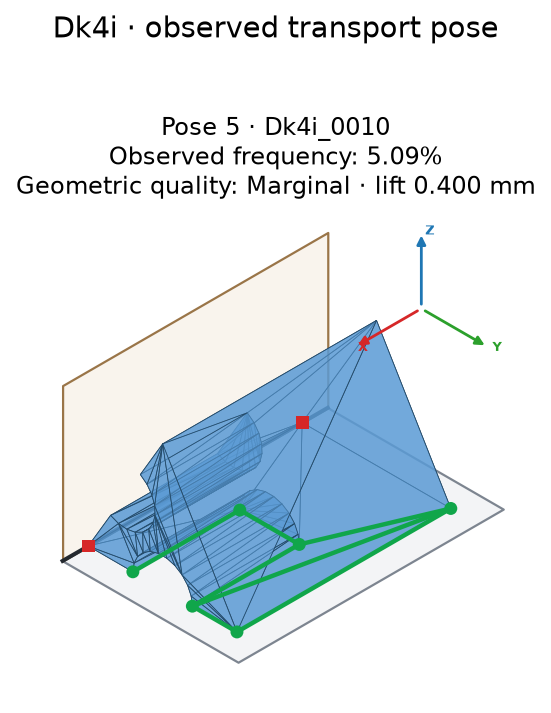 Dk4i · observed transport pose
Pose 5 · Dk4i_0010
Observed frequency: 5.09%
Geometric quality: Marginal · lift 0.400 mm
Z
X
Y